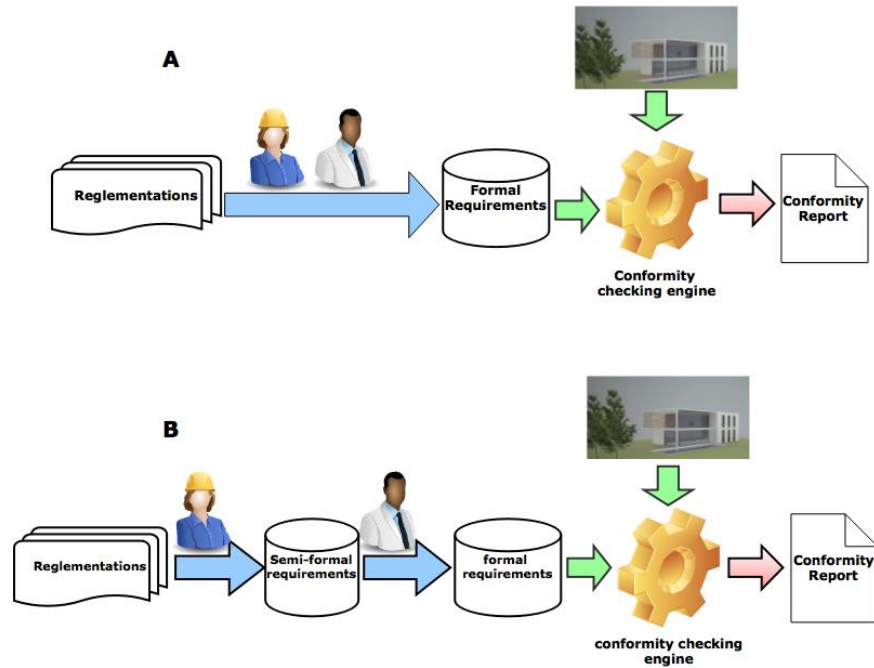 A
Reglementations
Formal
Requirements
Conformity
checking engine
Conformity
Report
B
Reglementations
Semi-formal
requirements
formal
requirements
conformity checking
engine
Conformity
Report